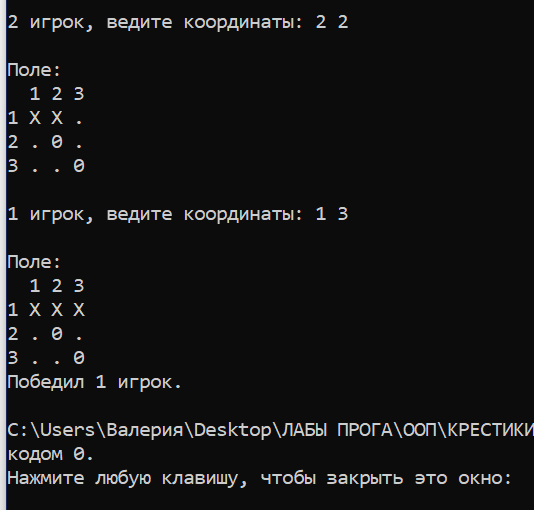 2 игрок, ведите координаты: 2 2
Поле:
  1 2 3
1 X X .
2 . 0 .
3 . . 0
1 игрок, ведите координаты: 1 3
Поле:
  1 2 3
1 X X X
2 . 0 .
3 . . 0
Победил 1 игрок.
C:\Users\Валерия\Desktop\ЛАБЫ ПРОГА\ООП\КРЕСТИКИ
кодом 0.
Нажмите любую клавишу, чтобы закрыть это окно: